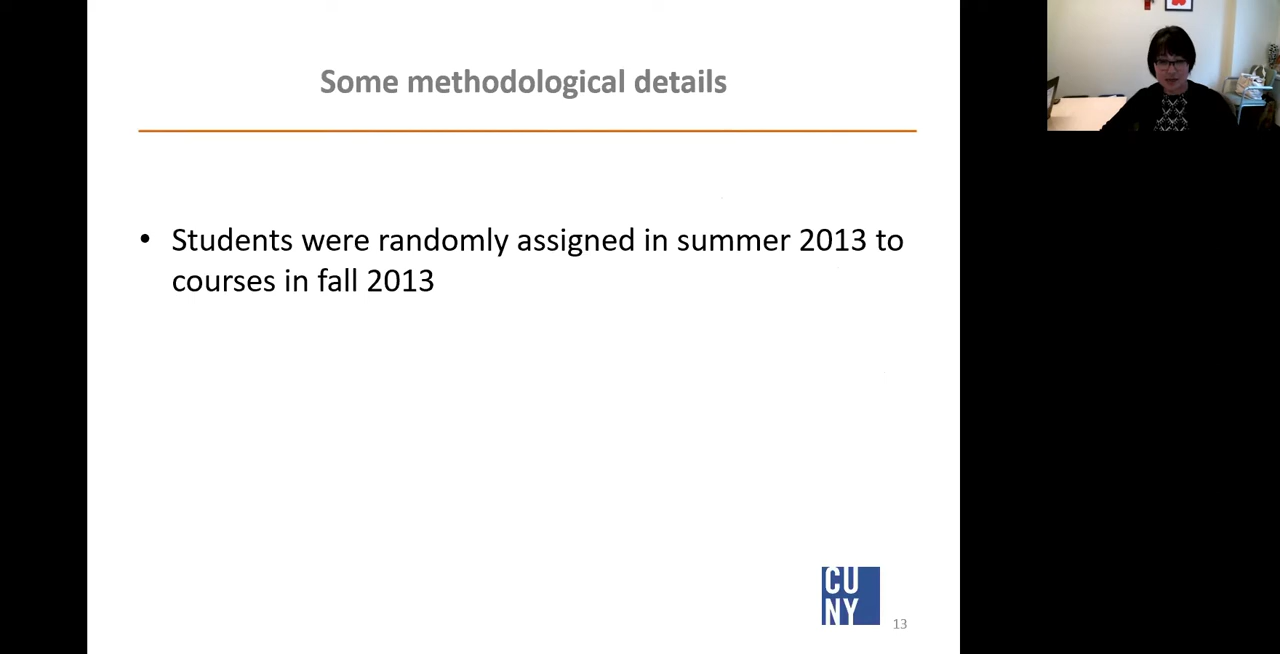 Some methodological details
• Students were randomly assigned in summer 2013 to
courses in fall 2013
CU
NY
13